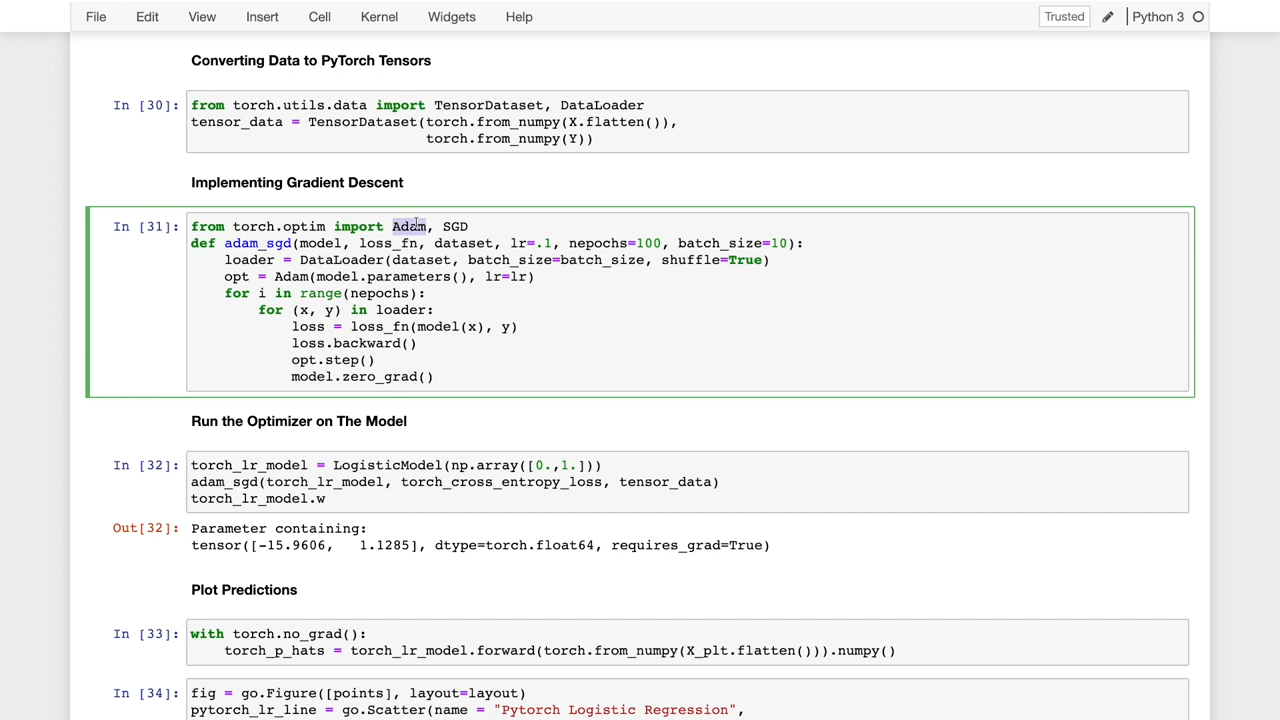 File Edit View Insert Cell Kernel Widgets Help Trusted Python 3
Converting Data to PyTorch Tensors
In [30]: from torch.utils.data import TensorDataset, DataLoader
tensor_data = TensorDataset(torch.from_numpy(X.flatten()),
torch.from_numpy(Y))
Implementing Gradient Descent
In [31]: from torch.optim import Adam, SGD
def adam_sgd(model, loss_fn, dataset, lr=.1, nepochs=100, batch_size=10):
loader = DataLoader(dataset, batch_size=batch_size, shuffle=True)
opt = Adam(model.parameters(), lr=lr)
for i in range(nepochs):
for (x, y) in loader:
loss = loss_fn(model(x), y)
loss.backward()
opt.step()
model.zero_grad()
Run the Optimizer on The Model
In [32]: torch_lr_model = LogisticModel(np.array([0.,1.]))
adam_sgd(torch_lr_model, torch_cross_entropy_loss, tensor_data)
torch_lr_model.w
Out[32]: Parameter containing:
tensor([-15.9606, 1.1285], dtype=torch.float64, requires_grad=True)
Plot Predictions
In [33]: with torch.no_grad():
torch_p_hats = torch_lr_model.forward(torch.from_numpy(X_plt.flatten())).numpy()
In [34]: fig = go.Figure([points], layout=layout)
pytorch_lr_line = go.Scatter(name = "Pytorch Logistic Regression",